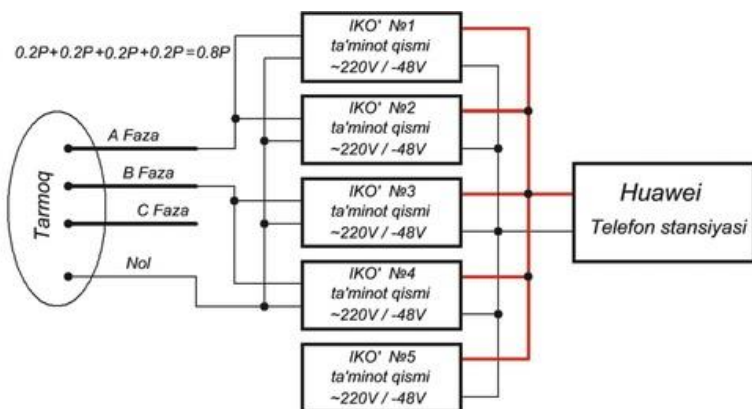 0.2P+0.2P+0.2P+0.2P=0.8P
Tarmoq
A Faza
B Faza
C Faza
Nol
IKO' №1
ta'minot qismi
~220V / -48V
IKO' №2
ta'minot qismi
~220V / -48V
IKO' №3
ta'minot qismi
~220V / -48V
IKO' №4
ta'minot qismi
~220V / -48V
IKO' №5
ta'minot qismi
~220V / -48V
Huawei
Telefon stansiyasi